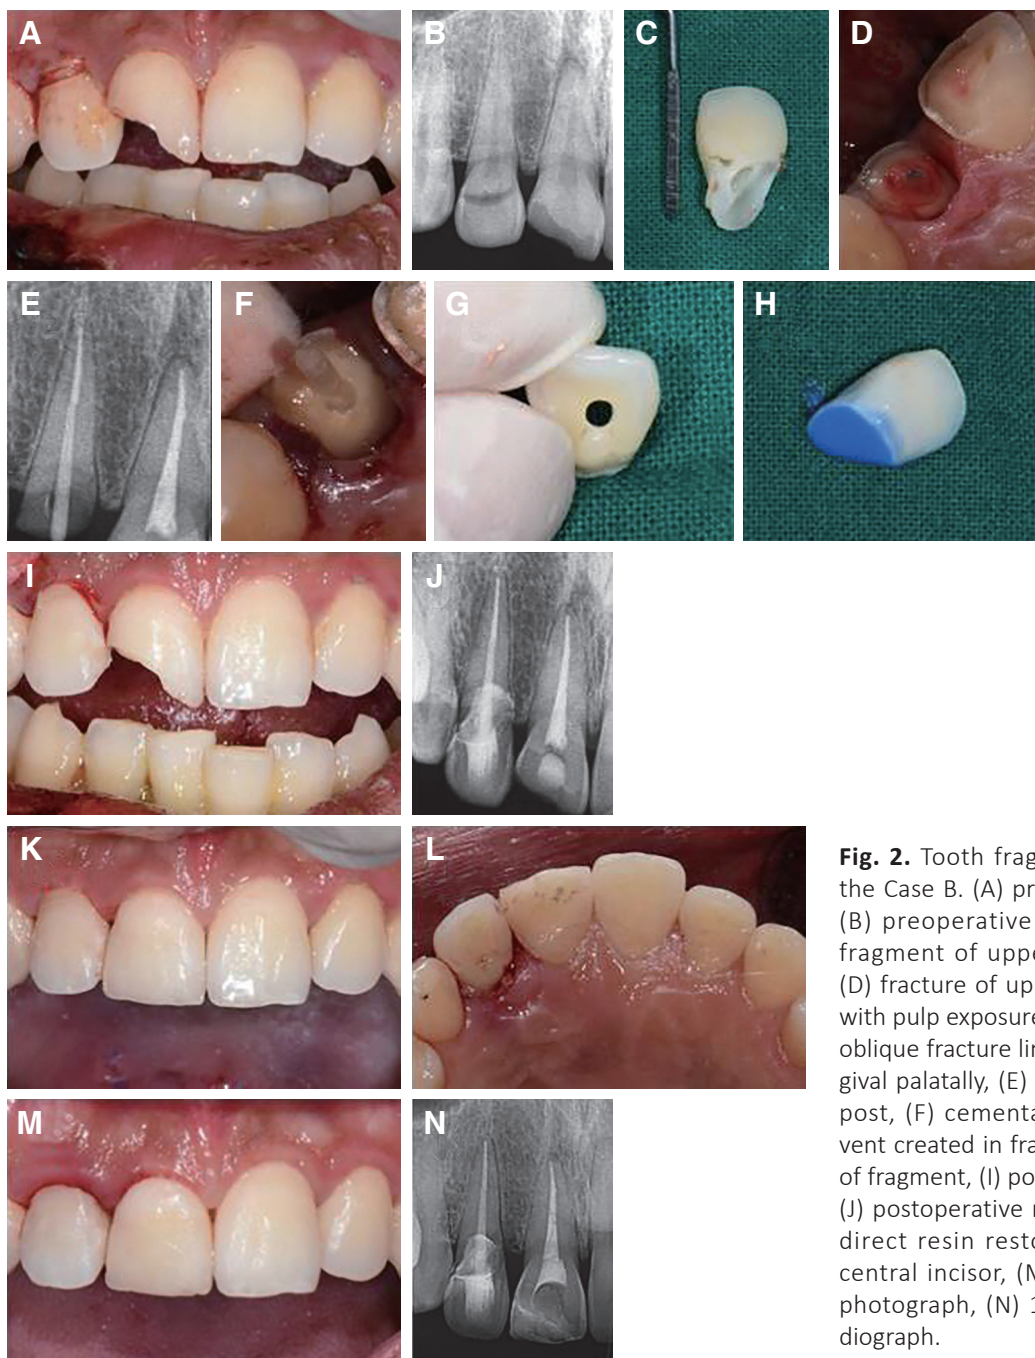 A
B
C
D
E
F
G
H
I
J
K
L
Fig. 2. Tooth frag
the Case B. (A) pr
(B) preoperative
fragment of uppe
(D) fracture of up
with pulp exposure
oblique fracture lin
gival palatally, (E)
post, (F) cementa
vent created in fra
of fragment, (I) po
(J) postoperative
direct resin resto
central incisor, (M
photograph, (N) 1
diograph.
M
N